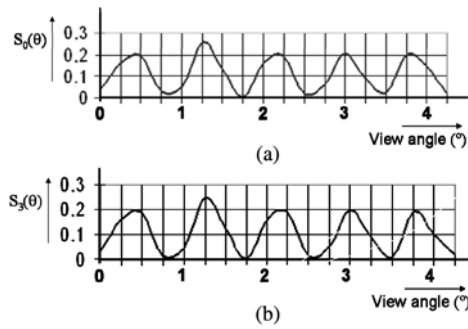 S₀(θ)
0.3
0.2
0.1
0
0 1 2 3 4
View angle (°)
(a)
S₃(θ)
0.3
0.2
0.1
0
0 1 2 3 4
View angle (°)
(b)